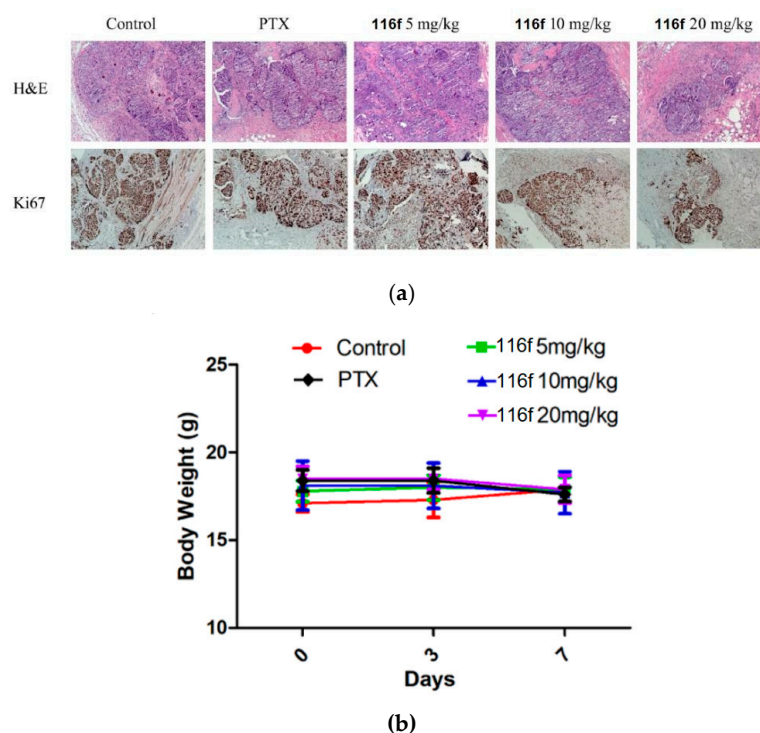 Control PTX 116f 5 mg/kg 116f 10 mg/kg 116f 20 mg/kg
H&E
Ki67
(a)
Control
PTX
116f 5mg/kg
116f 10mg/kg
116f 20mg/kg
25
20
15
10
Body Weight (g)
0 3 7
Days
(b)